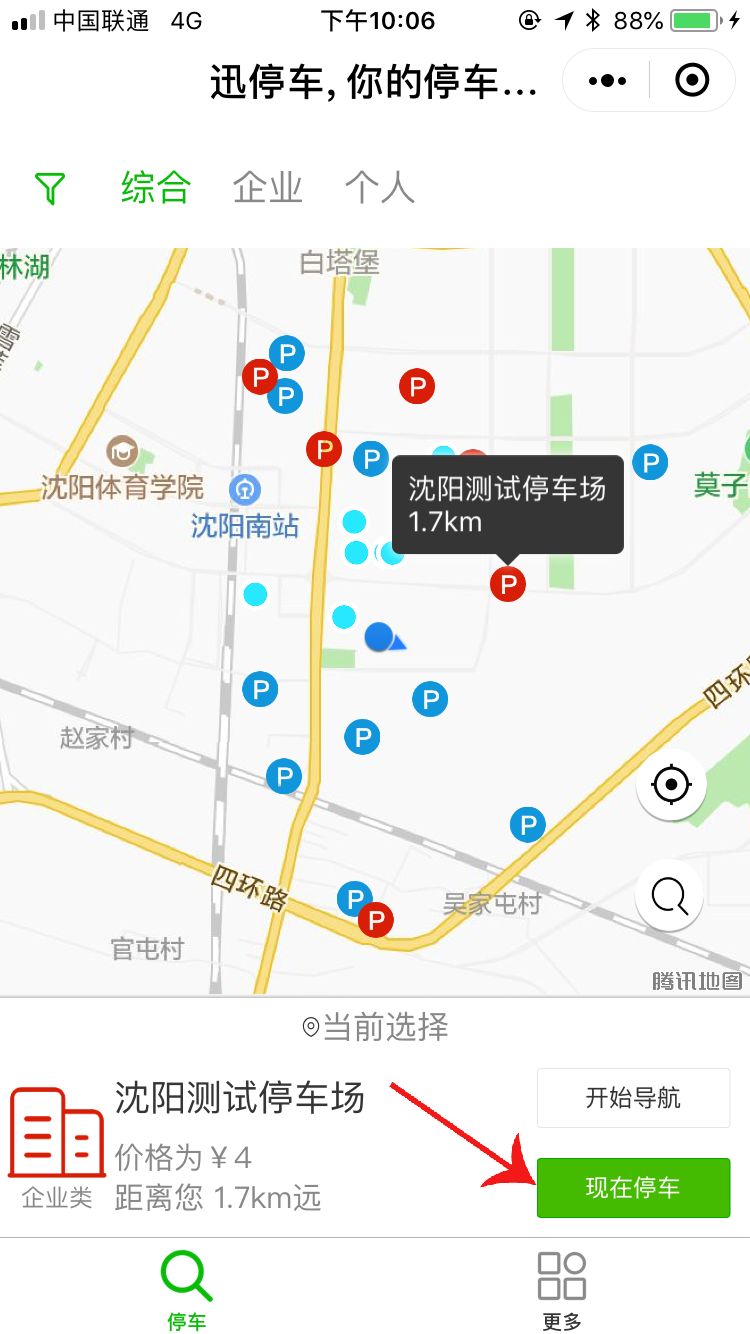 中国联通 4G 下午10:06 88%
迅停车, 你的停车...
综合 企业 个人
林湖
白塔堡
P
P
P
P
P
P
P
沈阳体育学院
沈阳南站
莫子
沈阳测试停车场
1.7km
P
P
P
P
P
P
四环
赵家村
四环路
P
P
吴家屯村
官屯村
腾讯地图
当前选择
沈阳测试停车场
开始导航
价格为￥4
企业类
距离您 1.7km远
现在停车
停车
更多